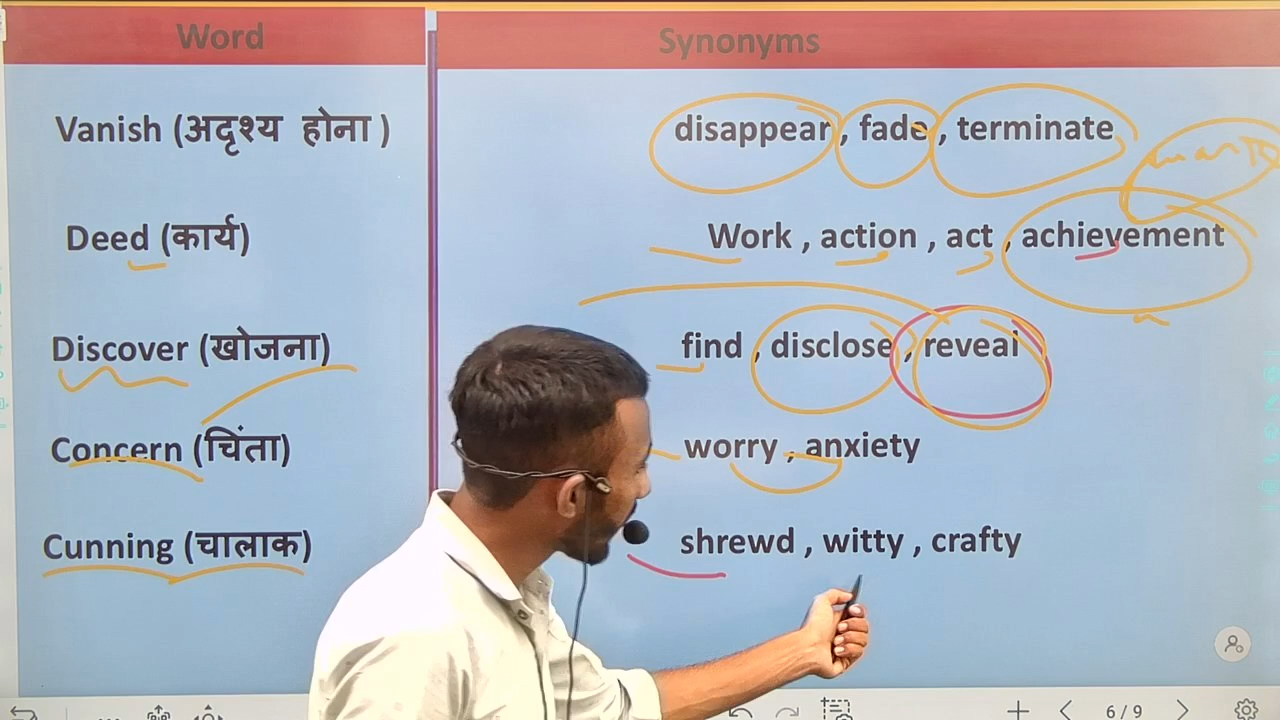 Word Synonyms
Vanish (अदृश्य होना ) disappear , fade , terminate
Deed (कार्य) Work , action , act , achievement
Discover (खोजना) find , disclose , reveal
Concern (चिंता) worry , anxiety
Cunning (चालाक) shrewd , witty , crafty
6 / 9